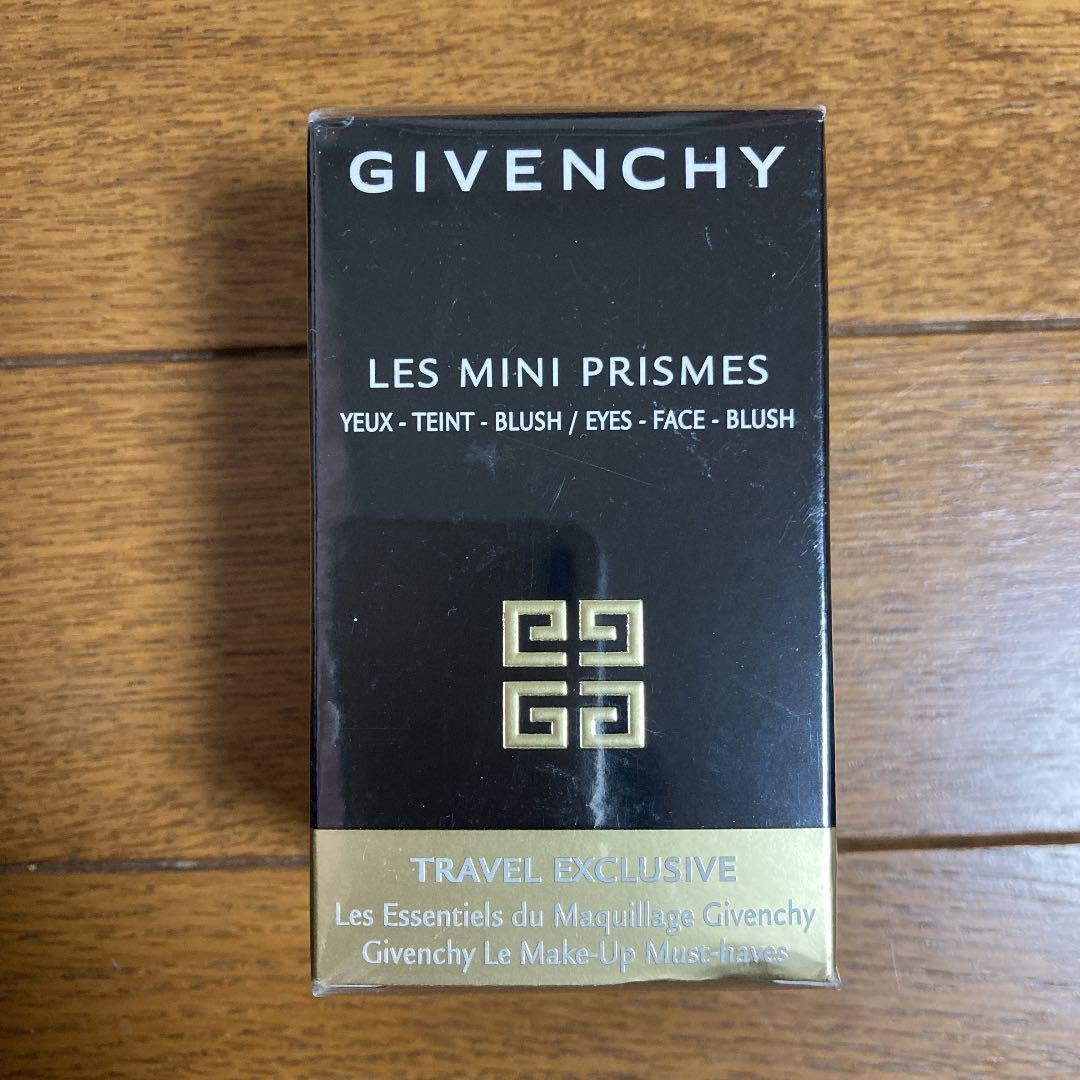 GIVENCHY
LES MINI PRISMES
YEUX - TEINT - BLUSH / EYES - FACE - BLUSH
TRAVEL EXCLUSIVE
Les Essentiels du Maquillage Givenchy
Givenchy Le Make-Up Must-haves